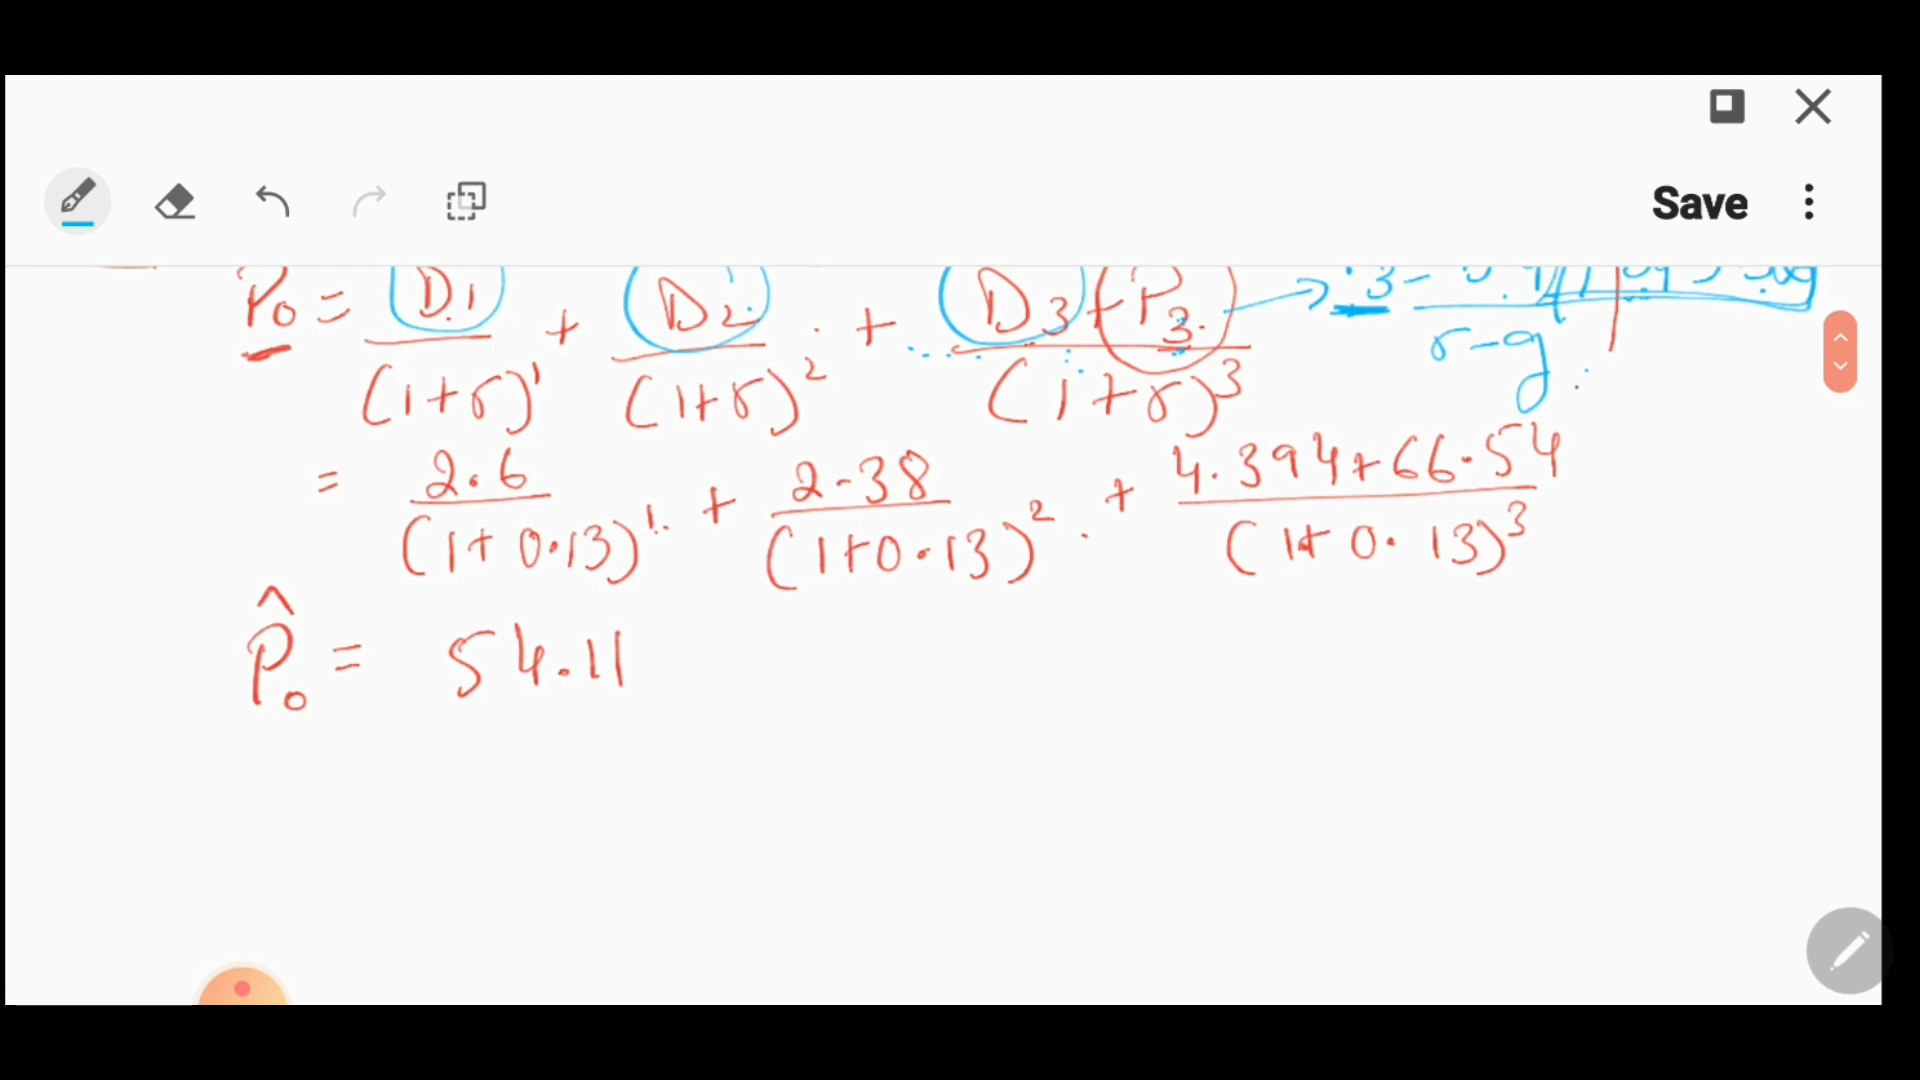 Save
P0 = D1/(1+r)^1 + D2/(1+r)^2 + D3+P3/(1+r)^3 → r-g
= 2.6/(1+0.13)^1 + 2.38/(1+0.13)^2 + 4.394+66.54/(1+0.13)^3
P̂0 = 54.11